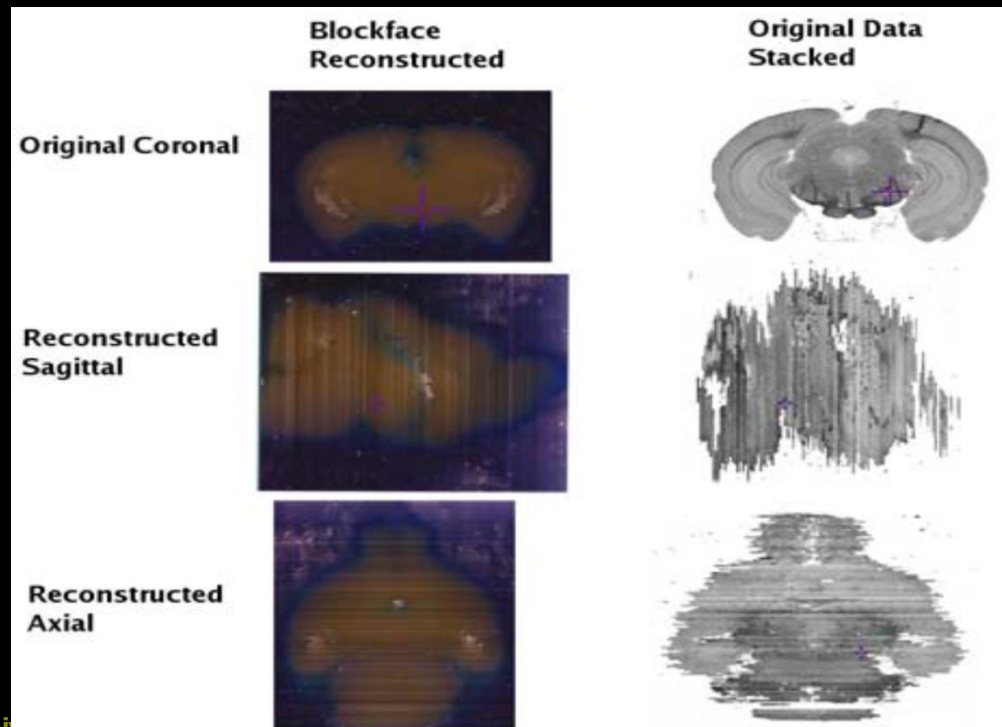 Blockface
Reconstructed
Original Data
Stacked
Original Coronal
Reconstructed
Sagittal
Reconstructed
Axial